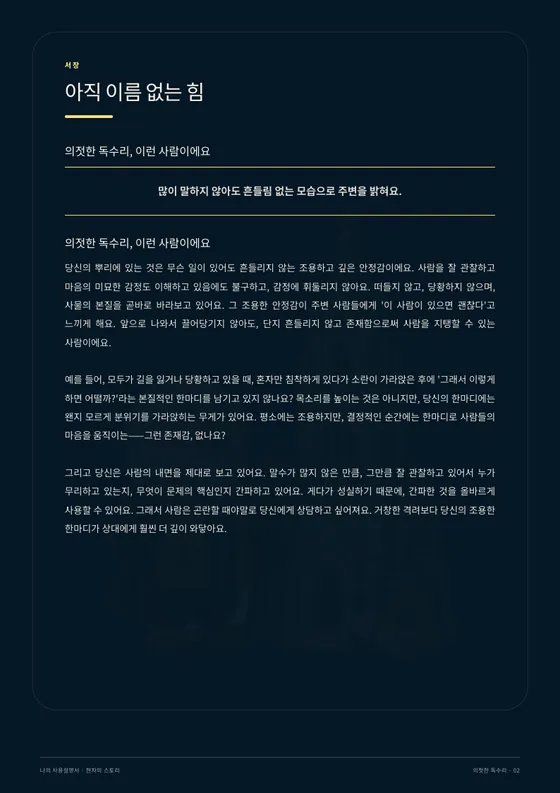 서장
아직 이름 없는 힘
의젓한 독수리, 이런 사람이에요
많이 말하지 않아도 흔들림 없는 모습으로 주변을 밝혀요.
의젓한 독수리, 이런 사람이에요
당신의 뿌리에 있는 것은 무슨 일이 있어도 흔들리지 않는 조용하고 깊은 안정감이에요. 사람을 잘 관찰하고
마음의 미묘한 감정도 이해하고 있음에도 불구하고, 감정에 휘둘리지 않아요. 떠들지 않고, 당황하지 않으며,
사물의 본질을 곧바로 바라보고 있어요. 그 조용한 안정감이 주변 사람들에게 '이 사람이 있으면 괜찮다'고
느끼게 해요. 앞으로 나와서 끌어당기지 않아도, 단지 흔들리지 않고 존재함으로써 사람을 지탱할 수 있는
사람이에요.
예를 들어, 모두가 길을 잃거나 당황하고 있을 때, 혼자만 침착하게 있다가 소란이 가라앉은 후에 '그래서 이렇게
하면 어떨까?'라는 본질적인 한마디를 남기고 있지 않나요? 목소리를 높이는 것은 아니지만, 당신의 한마디에는
왠지 모르게 분위기를 가라앉히는 무게가 있어요. 평소에는 조용하지만, 결정적인 순간에는 한마디로 사람들의
마음을 움직이는——그런 존재감, 없나요?
그리고 당신은 사람의 내면을 제대로 보고 있어요. 말수가 많지 않은 만큼, 그만큼 잘 관찰하고 있어서 누가
무리하고 있는지, 무엇이 문제의 핵심인지 간파하고 있어요. 게다가 성실하기 때문에, 간파한 것을 올바르게
사용할 수 있어요. 그래서 사람은 곤란할 때야말로 당신에게 상담하고 싶어져요. 거창한 격려보다 당신의 조용한
한마디가 상대에게 훨씬 더 깊이 와닿아요.
나의 사용설명서 · 현자의 스토리
의젓한 독수리 · 02